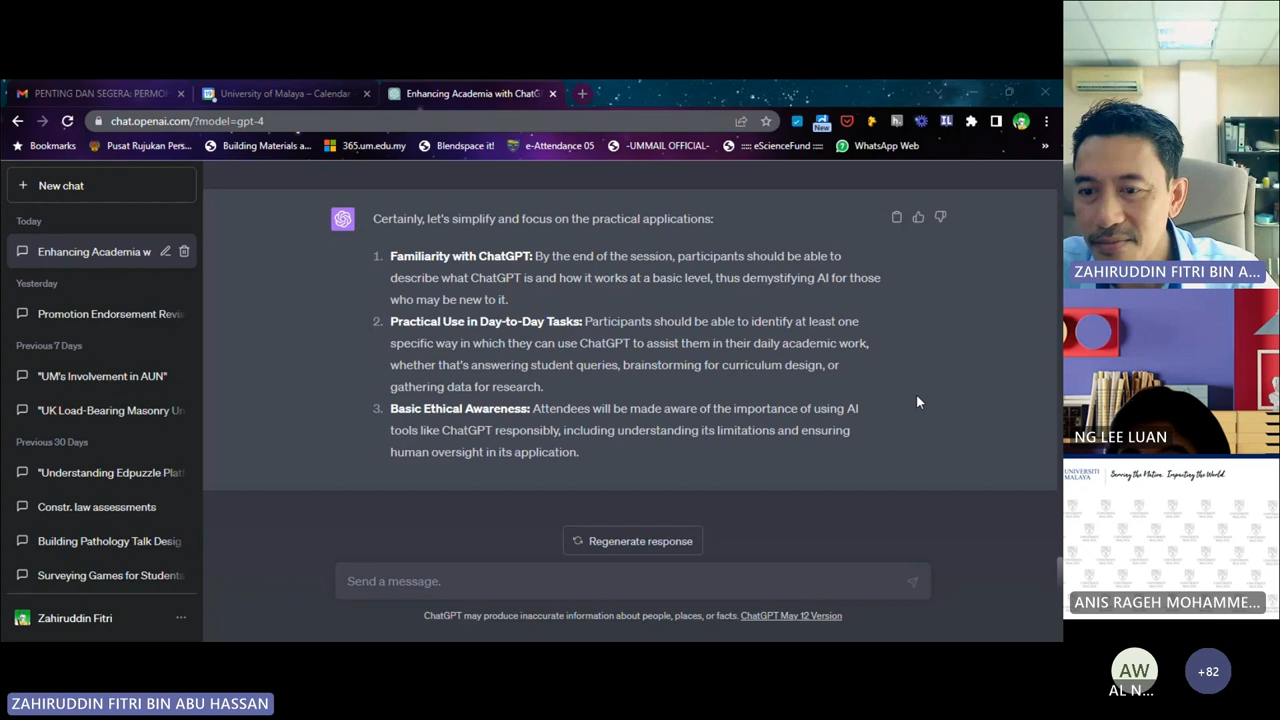 PENTING DAN SEGERA: PERMOH
University of Malaya – Calendar
Enhancing Academia with ChatG
chat.openai.com/?model=gpt-4
New
Bookmarks
Pusat Rujukan Pers...
Building Materials a...
365.um.edu.my
Blendspace it!
e-Attendance 05
-UMMAIL OFFICIAL-
::::: eScienceFund ::::
WhatsApp Web
New chat
Today
Enhancing Academia w
Yesterday
Promotion Endorsement Revi
Previous 7 Days
"UM's Involvement in AUN"
"UK Load-Bearing Masonry Un
Previous 30 Days
"Understanding Edpuzzle Plat
Constr. law assessments
Building Pathology Talk Desig
Surveying Games for Students
Zahiruddin Fitri
Certainly, let's simplify and focus on the practical applications:
1. Familiarity with ChatGPT: By the end of the session, participants should be able to
describe what ChatGPT is and how it works at a basic level, thus demystifying AI for those
who may be new to it.
2. Practical Use in Day-to-Day Tasks: Participants should be able to identify at least one
specific way in which they can use ChatGPT to assist them in their daily academic work,
whether that's answering student queries, brainstorming for curriculum design, or
gathering data for research.
3. Basic Ethical Awareness: Attendees will be made aware of the importance of using AI
tools like ChatGPT responsibly, including understanding its limitations and ensuring
human oversight in its application.
Regenerate response
Send a message.
ChatGPT may produce inaccurate information about people, places, or facts. ChatGPT May 12 Version
ZAHIRUDDIN FITRI BIN A...
NG LEE LUAN
UNIVERSITI
MALAYA
Serving the Nation. Impacting the World.
ANIS RAGEH MOHAMME...
AW
AL N...
+82
ZAHIRUDDIN FITRI BIN ABU HASSAN